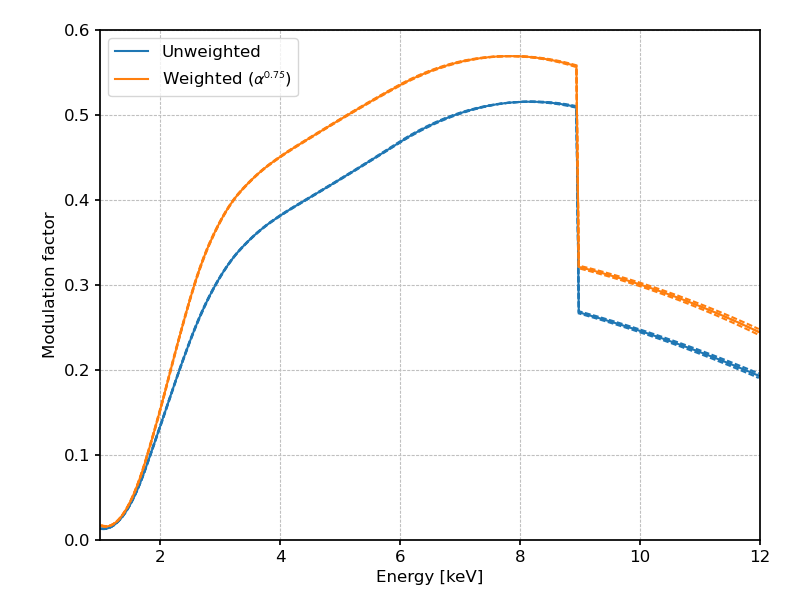 0.6
0.5
0.4
0.3
0.2
0.1
0.0
Modulation factor
Unweighted
Weighted (α^0.75)
2 4 6 8 10 12
Energy [keV]